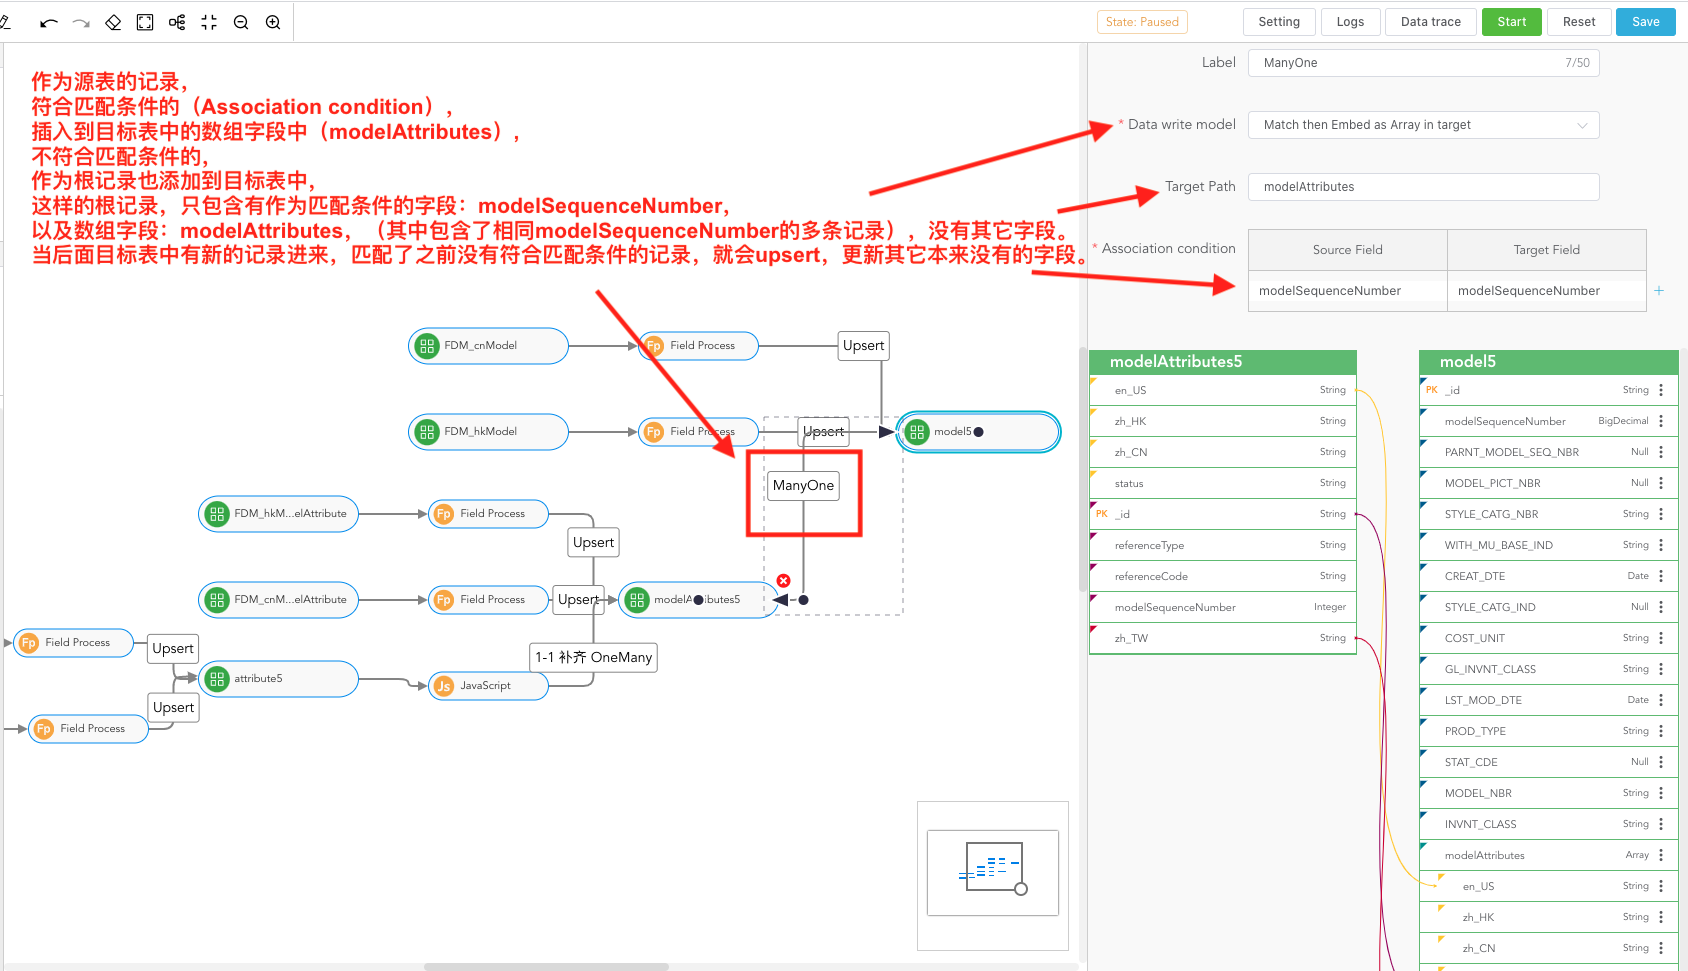 State: Paused
Setting
Logs
Data trace
Start
Reset
Save
作为源表的记录，
符合匹配条件的（Association condition），
插入到目标表中的数组字段中（modelAttributes），
不符合匹配条件的，
作为根记录也添加到目标表中，
这样的根记录，只包含有作为匹配条件的字段：modelSequenceNumber，
以及数组字段：modelAttributes，（其中包含了相同modelSequenceNumber的多条记录），没有其它字段。
当后面目标表中有新的记录进来，匹配了之前没有符合匹配条件的记录，就会upsert，更新其它本来没有的字段。
Label
ManyOne
7/50
* Data write model
Match then Embed as Array in target
Target Path
modelAttributes
* Association condition
Source Field
Target Field
modelSequenceNumber
modelSequenceNumber
+
FDM_cnModel
Fp Field Process
Upsert
FDM_hkModel
Fp Field Process
Upsert
model5
ManyOne
FDM_hkM...elAttribute
Fp Field Process
Upsert
FDM_cnM...elAttribute
Fp Field Process
Upsert
1-1 补齐 OneMany
Fp Field Process
Upsert
attribute5
Js JavaScript
Upsert
Fp Field Process
modelAttributes5
en_US String
zh_HK String
zh_CN String
status String
PK _id String
referenceType String
referenceCode String
modelSequenceNumber Integer
zh_TW String
model5
PK _id String
modelSequenceNumber BigDecimal
PARNT_MODEL_SEQ_NBR Null
MODEL_PICT_NBR Null
STYLE_CATG_NBR String
WITH_MU_BASE_IND String
CREAT_DTE Date
STYLE_CATG_IND Null
COST_UNIT String
GL_INVNT_CLASS String
LST_MOD_DTE Date
PROD_TYPE String
STAT_CDE Null
MODEL_NBR String
INVNT_CLASS String
modelAttributes Array
en_US String
zh_HK String
zh_CN String